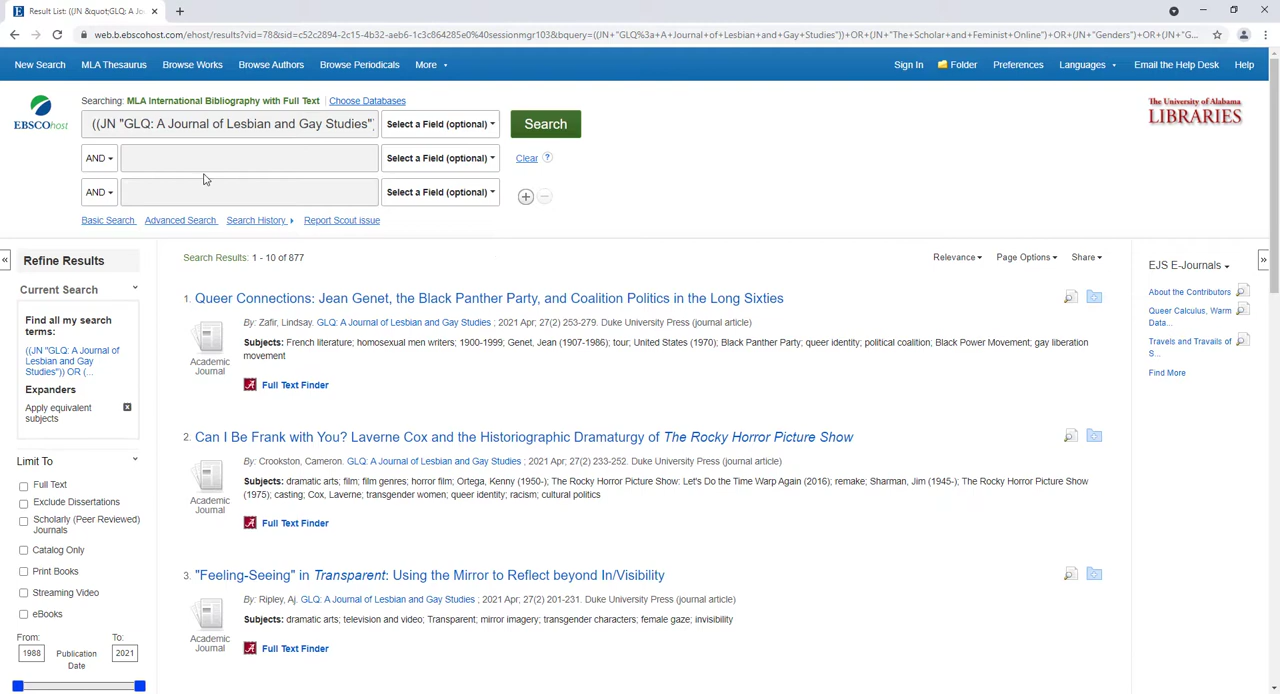 Result List: ((JN &quot;GLQ: A Jo
web.b.ebscohost.com/ehost/results?vid=78&sid=c52c2894-2c15-4b32-aeb6-1c3c864285e0%40sessionmgr103&bquery=((JN+"GLQ%3a+A+Journal+of+Lesbian+and+Gay+Studies"))+OR+(JN+"The+Scholar+and+Feminist+Online")+OR+(JN+"Genders")+OR+(JN+"G...
New Search MLA Thesaurus Browse Works Browse Authors Browse Periodicals More Sign In Folder Preferences Languages Email the Help Desk Help
Searching: MLA International Bibliography with Full Text Choose Databases
EBSCOhost
((JN "GLQ: A Journal of Lesbian and Gay Studies") Select a Field (optional) Search
The University of Alabama
LIBRARIES
AND Select a Field (optional) Clear ?
AND Select a Field (optional)
Basic Search Advanced Search Search History Report Scout issue
Refine Results
Current Search
Find all my search
terms:
((JN "GLQ: A Journal of
Lesbian and Gay
Studies")) OR (...
Expanders
Apply equivalent
subjects
Limit To
Full Text
Exclude Dissertations
Scholarly (Peer Reviewed)
Journals
Catalog Only
Print Books
Streaming Video
eBooks
From: To:
1988 Publication 2021
Date
Search Results: 1 - 10 of 877 Relevance Page Options Share
1. Queer Connections: Jean Genet, the Black Panther Party, and Coalition Politics in the Long Sixties
By: Zafir, Lindsay. GLQ: A Journal of Lesbian and Gay Studies ; 2021 Apr; 27(2) 253-279. Duke University Press (journal article)
Subjects: French literature; homosexual men writers; 1900-1999; Genet, Jean (1907-1986); tour; United States (1970); Black Panther Party; queer identity; political coalition; Black Power Movement; gay liberation
movement
Academic
Journal
Full Text Finder
2. Can I Be Frank with You? Laverne Cox and the Historiographic Dramaturgy of The Rocky Horror Picture Show
By: Crookston, Cameron. GLQ: A Journal of Lesbian and Gay Studies ; 2021 Apr; 27(2) 233-252. Duke University Press (journal article)
Subjects: dramatic arts; film; film genres; horror film; Ortega, Kenny (1950-); The Rocky Horror Picture Show: Let's Do the Time Warp Again (2016); remake; Sharman, Jim (1945-); The Rocky Horror Picture Show
(1975); casting; Cox, Laverne; transgender women; queer identity; racism; cultural politics
Academic
Journal
Full Text Finder
3. "Feeling-Seeing" in Transparent: Using the Mirror to Reflect beyond In/Visibility
By: Ripley, Aj. GLQ: A Journal of Lesbian and Gay Studies ; 2021 Apr; 27(2) 201-231. Duke University Press (journal article)
Subjects: dramatic arts; television and video; Transparent; mirror imagery; transgender characters; female gaze; invisibility
Academic
Journal
Full Text Finder
EJS E-Journals
About the Contributors
Queer Calculus, Warm
Data...
Travels and Travails of
S...
Find More